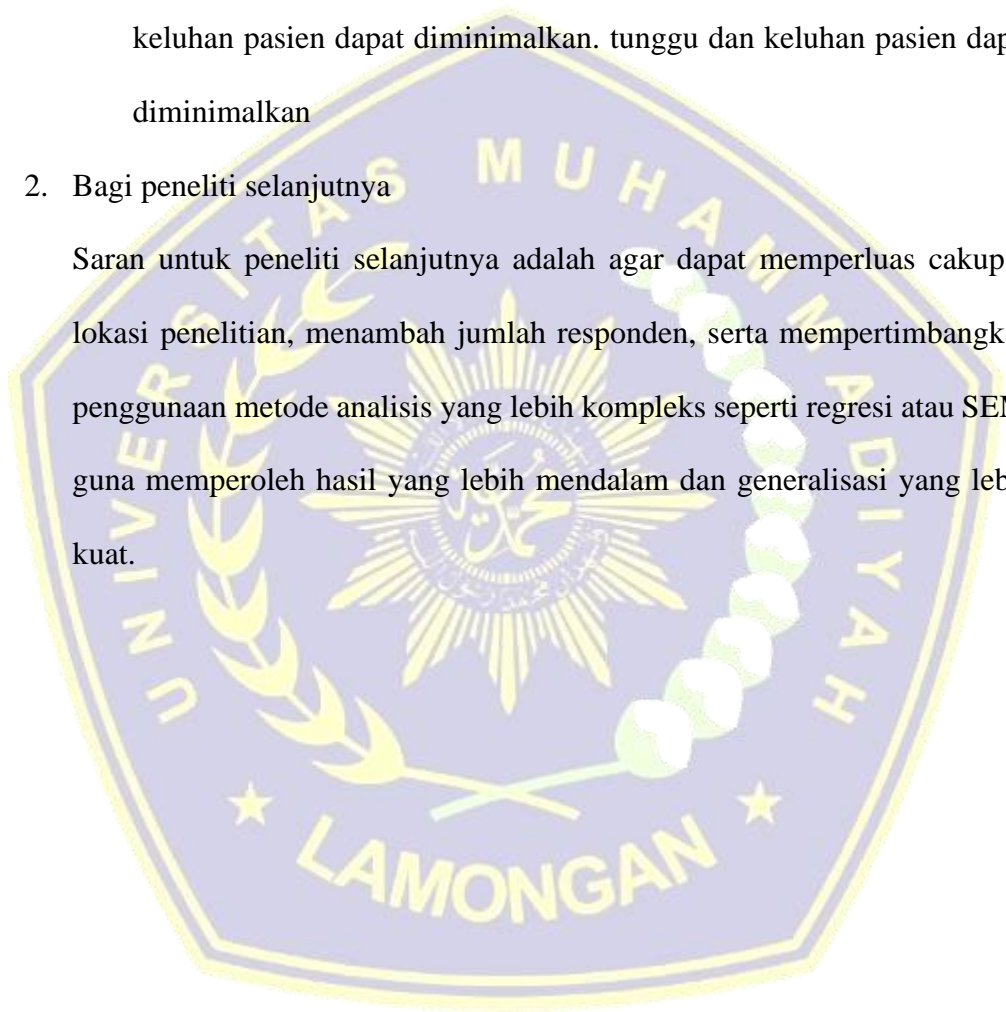 keluhan pasien dapat diminimalkan. tunggu dan keluhan pasien dap
diminimalkan
2. Bagi peneliti selanjutnya
Saran untuk peneliti selanjutnya adalah agar dapat memperluas cakup
lokasi penelitian, menambah jumlah responden, serta mempertimbangk
penggunaan metode analisis yang lebih kompleks seperti regresi atau SEM
guna memperoleh hasil yang lebih mendalam dan generalisasi yang leb
kuat.
UNIVERSITAS MUHAMMADIYAH
LAMONGAN